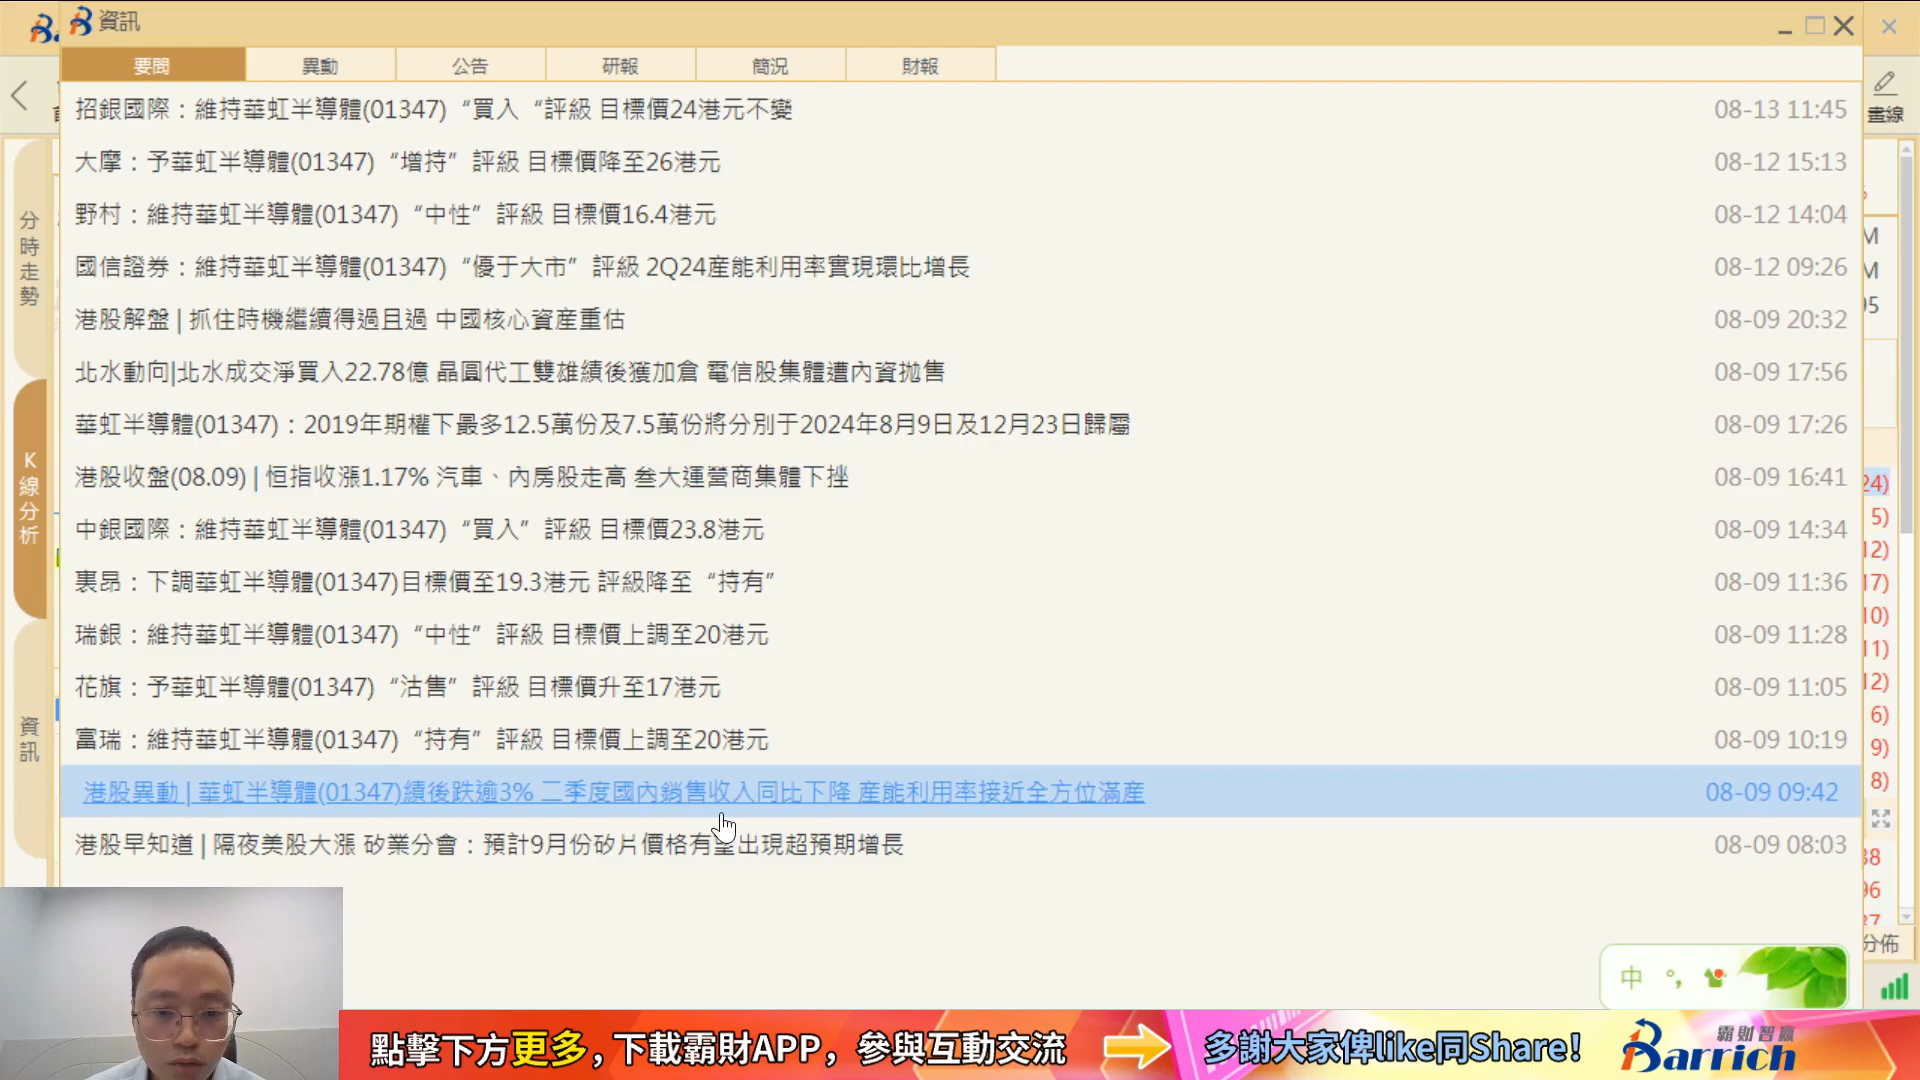 資訊
要聞 異動 公告 研報 簡況 財報
招銀國際：維持華虹半導體(01347)“買入“評級 目標價24港元不變 08-13 11:45
大摩：予華虹半導體(01347)“增持”評級 目標價降至26港元 08-12 15:13
野村：維持華虹半導體(01347)“中性”評級 目標價16.4港元 08-12 14:04
國信證券：維持華虹半導體(01347)“優于大市”評級 2Q24産能利用率實現環比增長 08-12 09:26
港股解盤 | 抓住時機繼續得過且過 中國核心資産重估 08-09 20:32
北水動向|北水成交淨買入22.78億 晶圓代工雙雄績後獲加倉 電信股集體遭內資抛售 08-09 17:56
華虹半導體(01347)：2019年期權下最多12.5萬份及7.5萬份將分別于2024年8月9日及12月23日歸屬 08-09 17:26
港股收盤(08.09) | 恒指收漲1.17% 汽車、內房股走高 叁大運營商集體下挫 08-09 16:41
中銀國際：維持華虹半導體(01347)“買入”評級 目標價23.8港元 08-09 14:34
裏昂：下調華虹半導體(01347)目標價至19.3港元 評級降至“持有” 08-09 11:36
瑞銀：維持華虹半導體(01347)“中性”評級 目標價上調至20港元 08-09 11:28
花旗：予華虹半導體(01347)“沽售”評級 目標價升至17港元 08-09 11:05
富瑞：維持華虹半導體(01347)“持有”評級 目標價上調至20港元 08-09 10:19
港股異動 | 華虹半導體(01347)績後跌逾3% 二季度國內銷售收入同比下降 産能利用率接近全方位滿産 08-09 09:42
港股早知道 | 隔夜美股大漲 矽業分會：預計9月份矽片價格有望出現超預期增長 08-09 08:03
分時走勢
K線分析
資訊
畫線
M
M
95
24)
5)
12)
17)
10)
11)
12)
6)
9)
8)
38
96
分佈
中
點擊下方更多，下載霸財APP，參與互動交流
多謝大家俾like同Share!
霸財智贏
Barrich